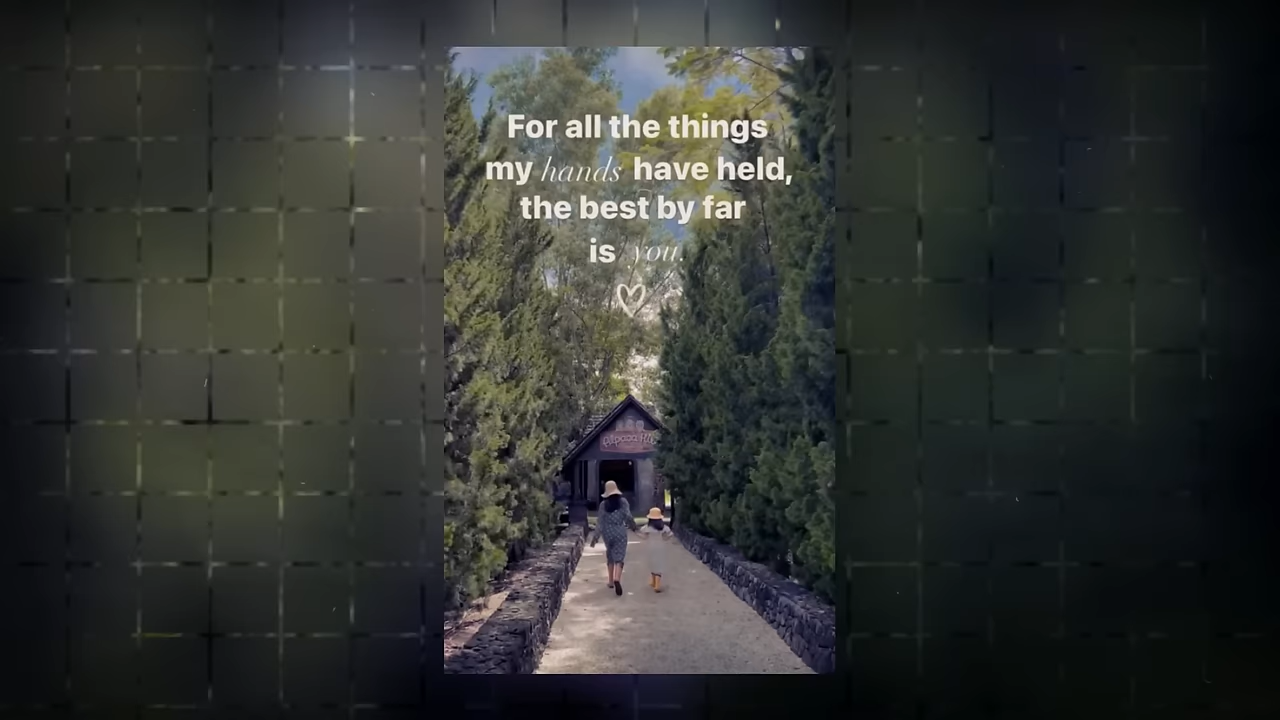 For all the things
my hands have held,
the best by far
is you.